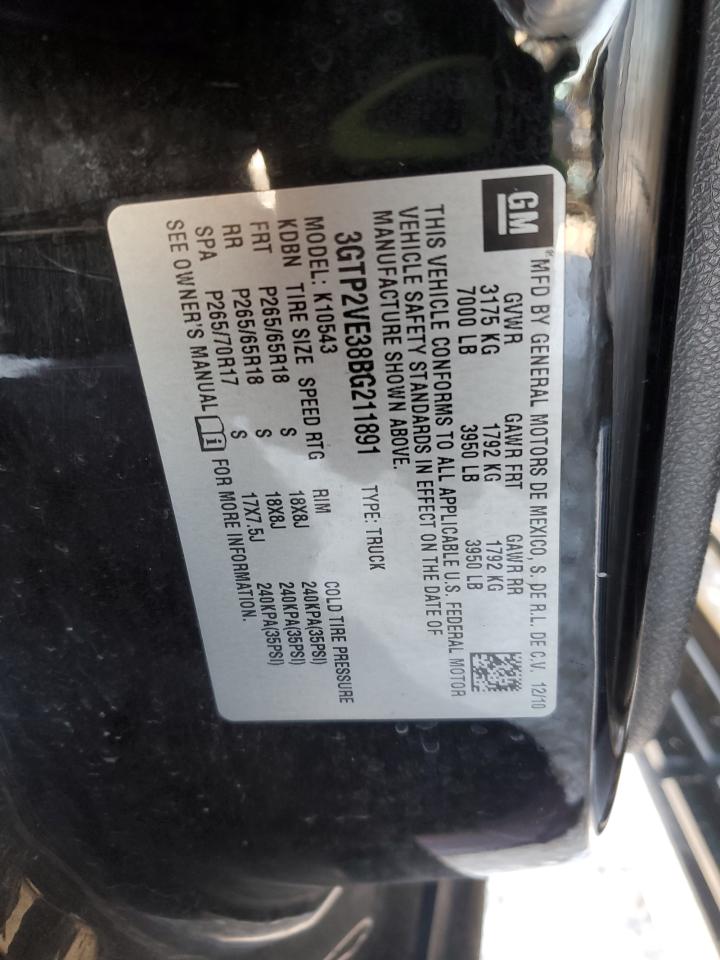 GM
MFD BY GENERAL MOTORS DE MEXICO, S. DE R.L. DE C.V. 12/10
GVWR GAWR FRT GAWR RR
3175 KG 1792 KG 1792 KG
7000 LB 3950 LB 3950 LB
THIS VEHICLE CONFORMS TO ALL APPLICABLE U.S. FEDERAL MOTOR
VEHICLE SAFETY STANDARDS IN EFFECT ON THE DATE OF
MANUFACTURE SHOWN ABOVE.
3GTP2VE38BG211891 TYPE: TRUCK
MODEL: K10543
KDBN TIRE SIZE SPEED RTG RIM COLD TIRE PRESSURE
FRT P265/65R18 S 18X8J 240KPA(35PSI)
RR P265/65R18 S 18X8J 240KPA(35PSI)
SPA P265/70R17 S 17X7.5J 240KPA(35PSI)
SEE OWNER'S MANUAL FOR MORE INFORMATION.